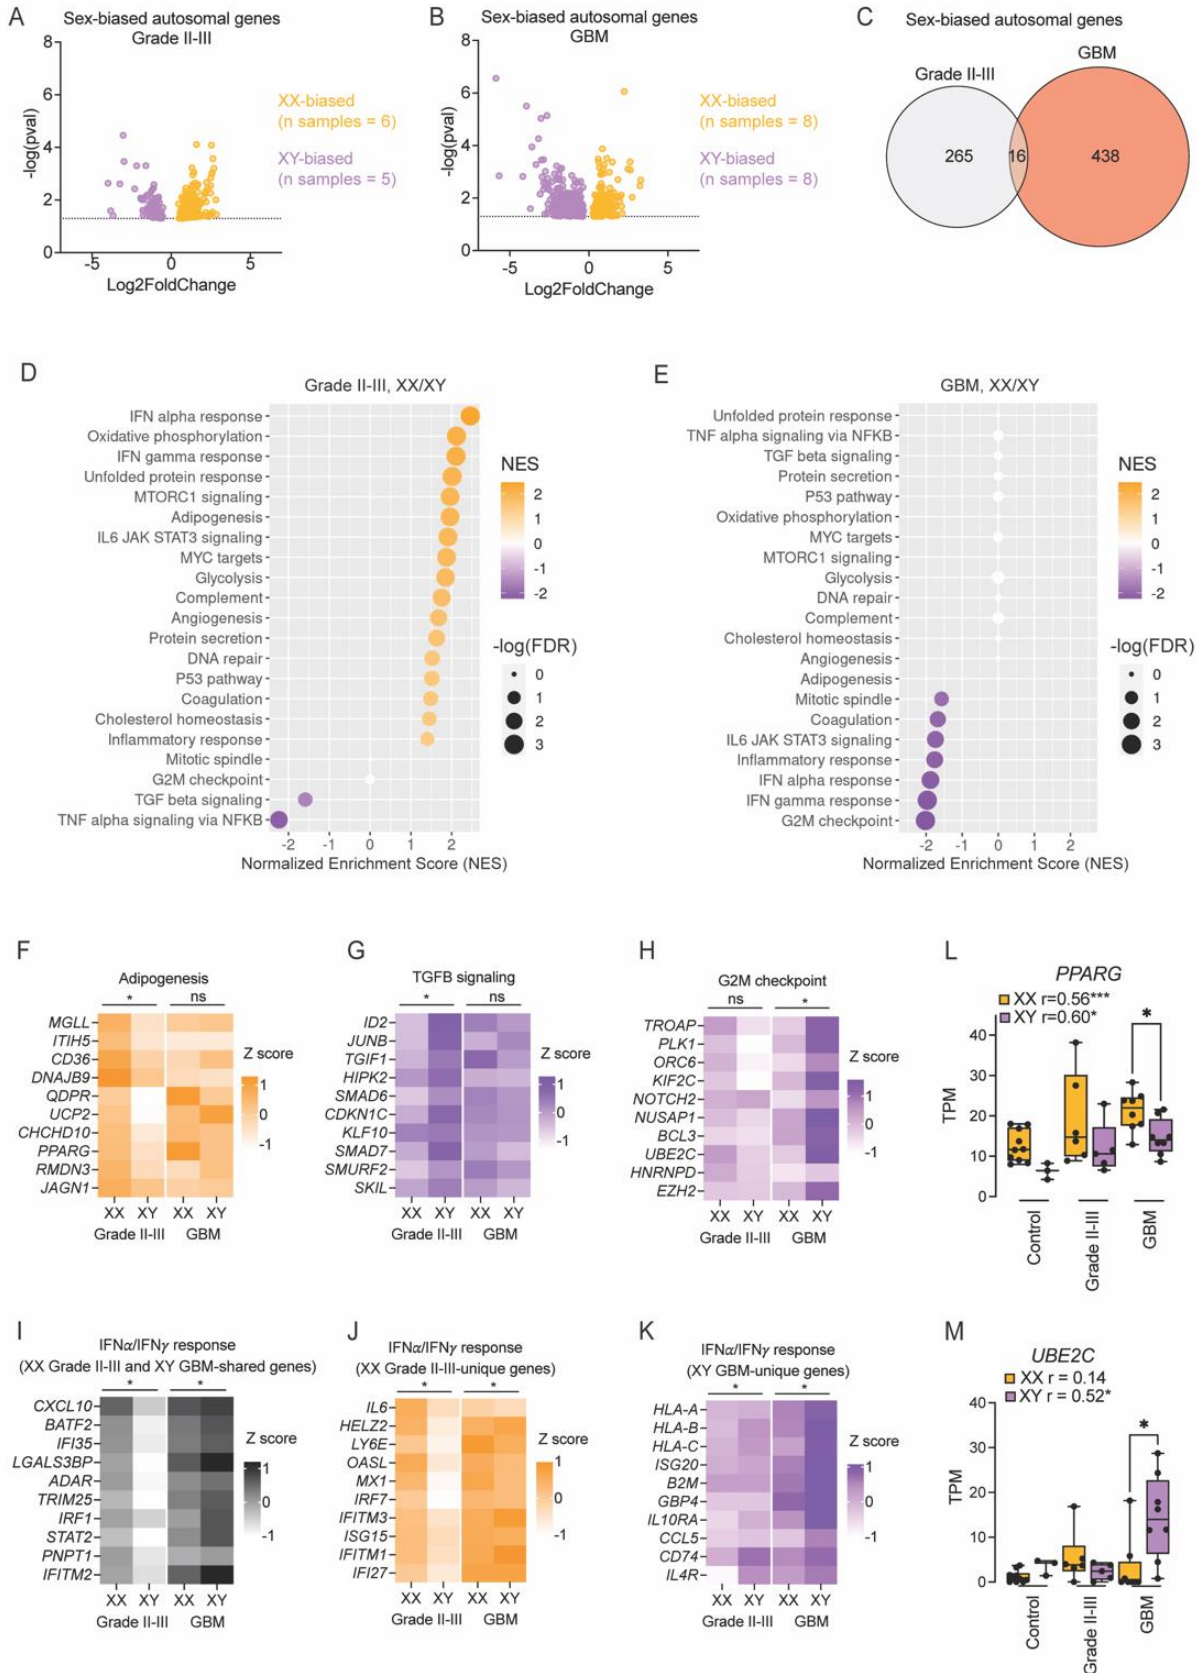 A
Sex-biased autosomal genes
Grade II-III
-log(pval)
8
6
4
2
0
-5
0
5
Log2FoldChange
XX-biased
(n samples = 6)
XY-biased
(n samples = 5)
B
Sex-biased autosomal genes
GBM
-log(pval)
8
6
4
2
0
-5
0
5
Log2FoldChange
XX-biased
(n samples = 8)
XY-biased
(n samples = 8)
C
Sex-biased autosomal genes
GBM
Grade II-III
265
16
438
D
Grade II-III, XX/XY
IFN alpha response
Oxidative phosphorylation
IFN gamma response
Unfolded protein response
MTORC1 signaling
Adipogenesis
IL6 JAK STAT3 signaling
MYC targets
Glycolysis
Complement
Angiogenesis
Protein secretion
DNA repair
P53 pathway
Coagulation
Cholesterol homeostasis
Inflammatory response
Mitotic spindle
G2M checkpoint
TGF beta signaling
TNF alpha signaling via NFKB
-2
-1
0
1
2
Normalized Enrichment Score (NES)
NES
2
1
0
-1
-2
-log(FDR)
0
1
2
3
E
GBM, XX/XY
Unfolded protein response
TNF alpha signaling via NFKB
TGF beta signaling
Protein secretion
P53 pathway
Oxidative phosphorylation
MYC targets
MTORC1 signaling
Glycolysis
DNA repair
Complement
Cholesterol homeostasis
Angiogenesis
Adipogenesis
Mitotic spindle
Coagulation
IL6 JAK STAT3 signaling
Inflammatory response
IFN alpha response
IFN gamma response
G2M checkpoint
-2
-1
0
1
2
Normalized Enrichment Score (NES)
NES
2
1
0
-1
-2
-log(FDR)
0
1
2
3
F
Adipogenesis
*
ns
MGLL
ITIH5
CD36
DNAJB9
QDPR
UCP2
CHCHD10
PPARG
RMDN3
JAGN1
XX XY XX XY
Grade II-III GBM
Z score
1
0
-1
G
TGFB signaling
*
ns
ID2
JUNB
TGIF1
HIPK2
SMAD6
CDKN1C
KLF10
SMAD7
SMURF2
SKIL
XX XY XX XY
Grade II-III GBM
Z score
1
0
-1
H
G2M checkpoint
ns
*
TROAP
PLK1
ORC6
KIF2C
NOTCH2
NUSAP1
BCL3
UBE2C
HNRNPD
EZH2
XX XY XX XY
Grade II-III GBM
Z score
1
0
-1
L
PPARG
XX r=0.56***
XY r=0.60*
*
TPM
40
30
20
10
0
Control
Grade II-III
GBM
I
IFNα/IFNγ response
(XX Grade II-III and XY GBM-shared genes)
*
*
CXCL10
BATF2
IFI35
LGALS3BP
ADAR
TRIM25
IRF1
STAT2
PNPT1
IFITM2
XX XY XX XY
Grade II-III GBM
Z score
1
0
-1
J
IFNα/IFNγ response
(XX Grade II-III-unique genes)
*
*
IL6
HELZ2
LY6E
OASL
MX1
IRF7
IFITM3
ISG15
IFITM1
IFI27
XX XY XX XY
Grade II-III GBM
Z score
1
0
-1
K
IFNα/IFNγ response
(XY GBM-unique genes)
*
*
HLA-A
HLA-B
HLA-C
ISG20
B2M
GBP4
IL10RA
CCL5
CD74
IL4R
XX XY XX XY
Grade II-III GBM
Z score
1
0
-1
M
UBE2C
XX r = 0.14
XY r = 0.52*
*
TPM
40
30
20
10
0
Control
Grade II-III
GBM